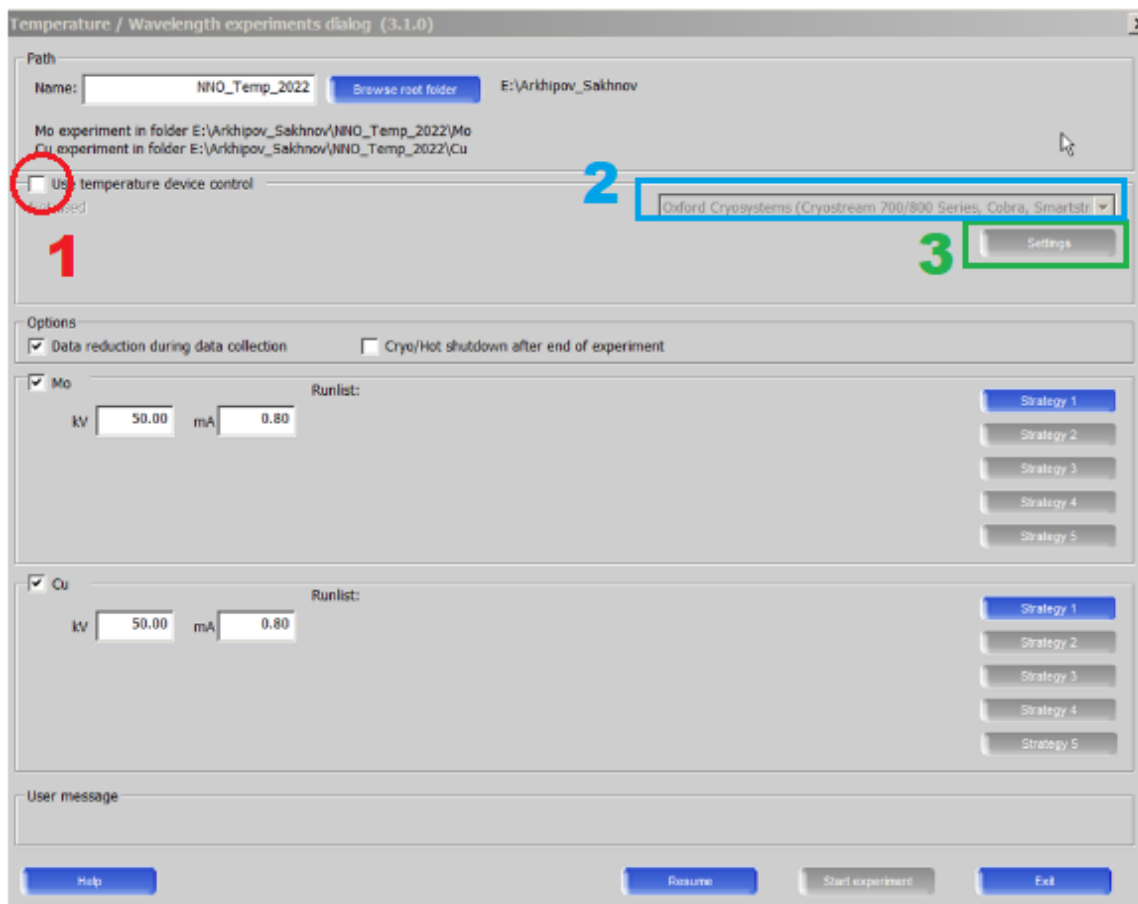 Temperature / Wavelength experiments dialog (3.1.0)
Path
Name: NNO_Temp_2022 Browse root folder E:\Arkhipov_Sakhnov
Mo experiment in folder E:\Arkhipov_Sakhnov\NNO_Temp_2022\Mo
Cu experiment in folder E:\Arkhipov_Sakhnov\NNO_Temp_2022\Cu
Use temperature device control
2
Oxford Cryosystems (Cryostream 700/800 Series, Cobra, Smartstr
1
3
Settings
Options
Data reduction during data collection Cryo/Hot shutdown after end of experiment
Mo Runlist:
kV 50.00 mA 0.80
Strategy 1
Strategy 2
Strategy 3
Strategy 4
Strategy 5
Cu Runlist:
kV 50.00 mA 0.80
Strategy 1
Strategy 2
Strategy 3
Strategy 4
Strategy 5
User message
Help Resume Start experiment Exit